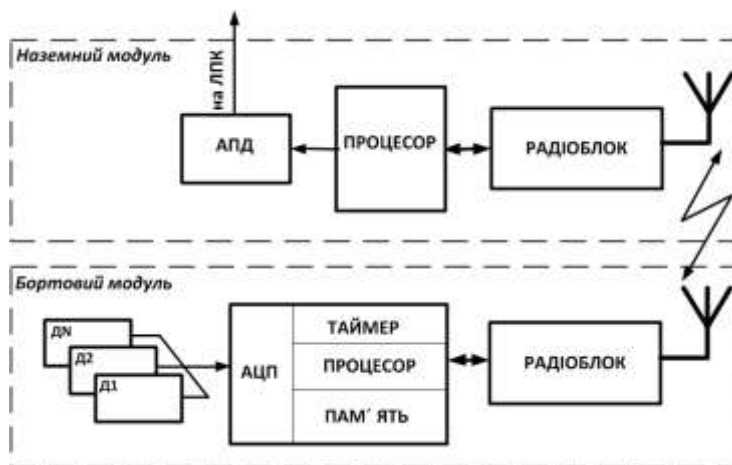 Наземний модуль
на ЛПК
АПД
ПРОЦЕСОР
РАДІОБЛОК
Бортовий модуль
ДN
Д2
Д1
АЦП
ТАЙМЕР
ПРОЦЕСОР
ПАМ´ ЯТЬ
РАДІОБЛОК